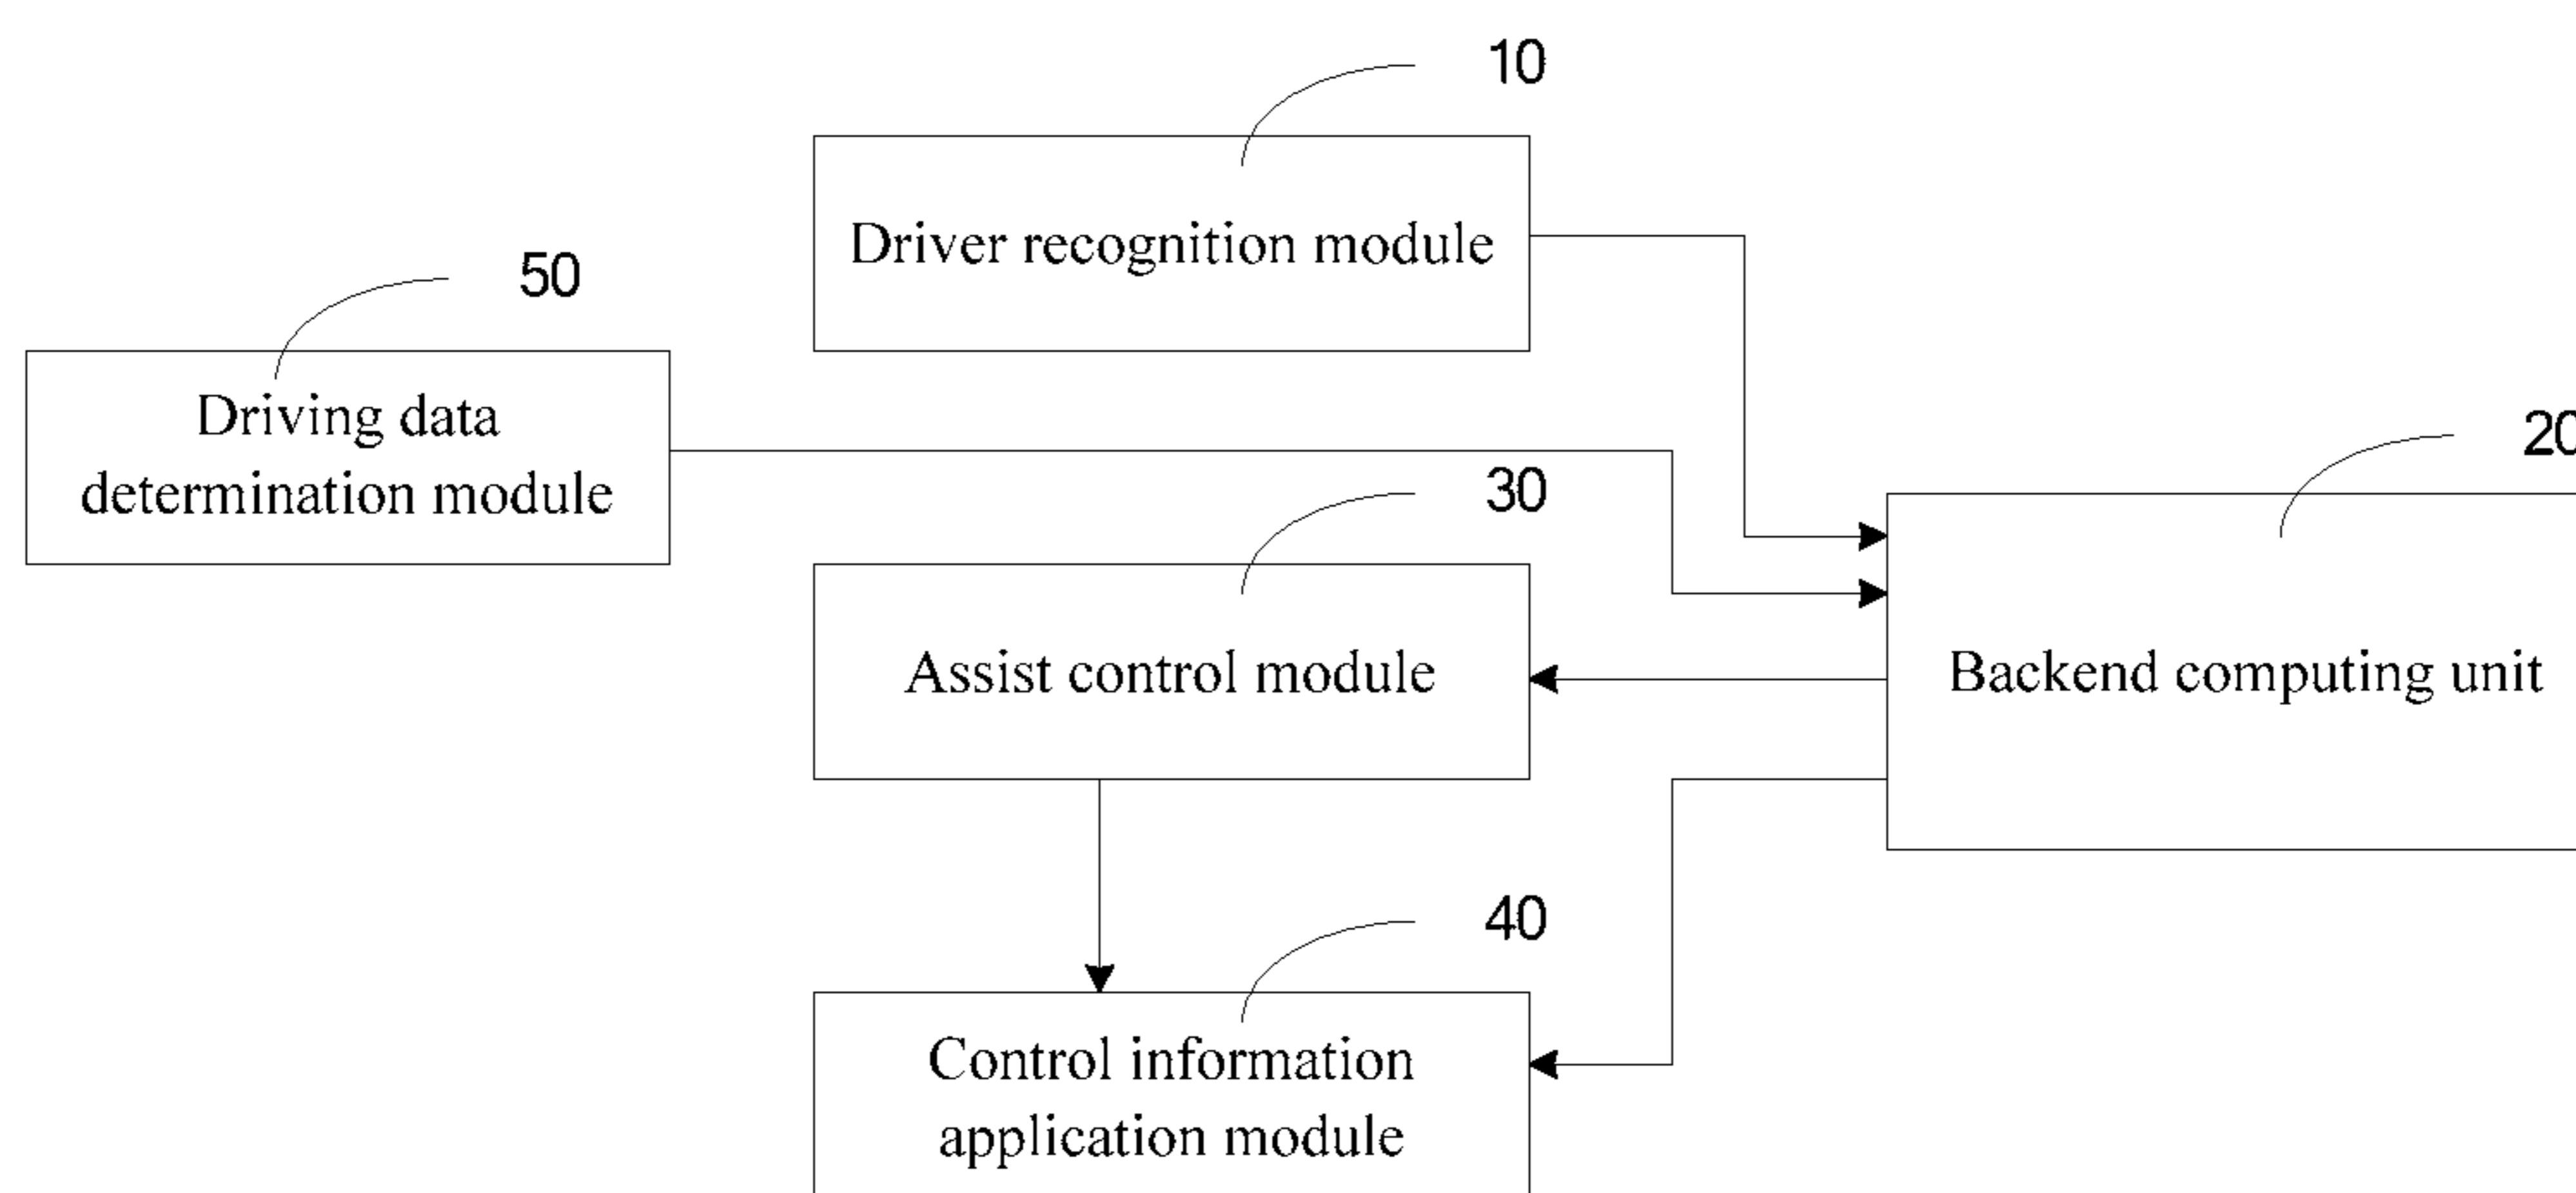 10
Driver recognition module
50
Driving data
determination module
20
30
Assist control module
Backend computing unit
40
Control information
application module